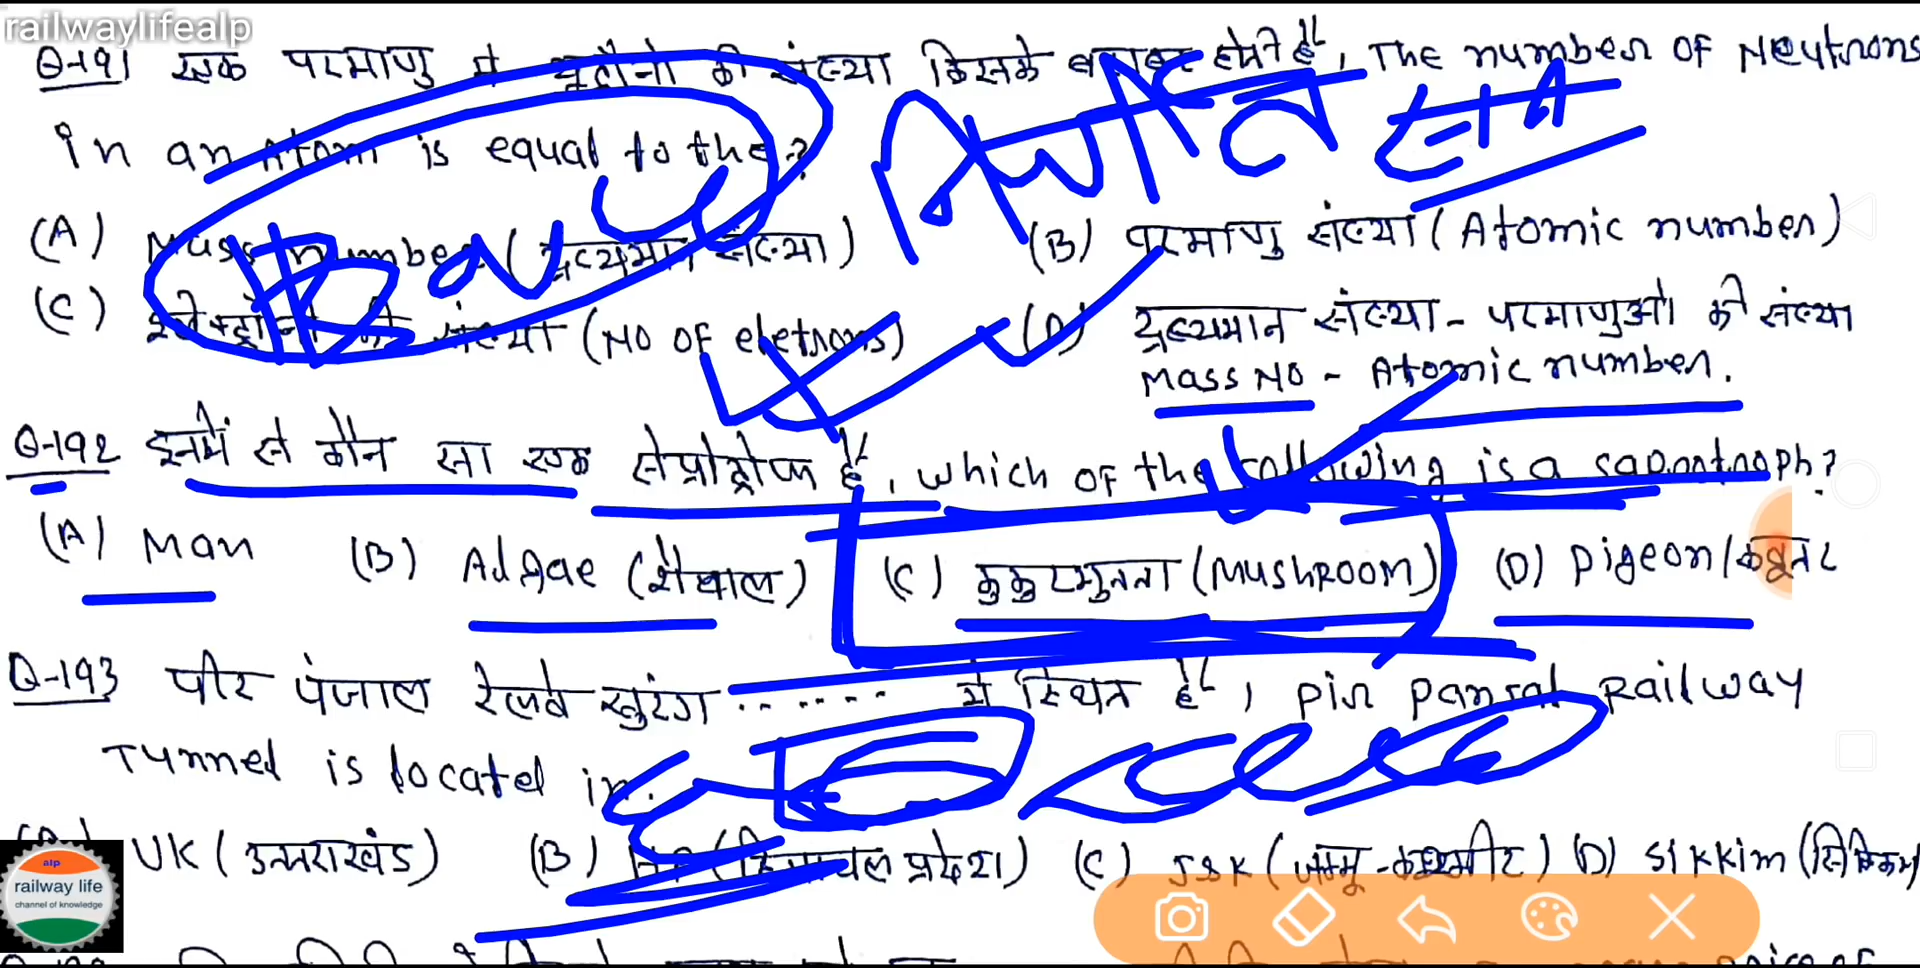 railwaylifealp
Q-191 एक परमाणु में न्यूट्रॉनो की संख्या किसके बराबर होती है, The number of Neutrons
in an Atom is equal to the?
(A) Mass number (द्रव्यमान संख्या) (B) परमाणु संख्या (Atomic number)
(C) संख्या (NO OF eletrons) (D) द्रव्यमान संख्या - परमाणुओ की संख्या
Mass NO - Atomic number.
Q-192 इनमें से कौन सा एक सेप्रोट्रोफ है, which of the following is a saprotroph?
(A) Man (B) Algae (शैवाल) (C) कुकुरमुत्ता (MushRoom) (D) Pigeon/कबूतर
Q-193 पीर पंजाल रेलवे सुरंग ....... में स्थित है, Pir Panjal Railway
Tunnel is located in.
UK (उत्तराखंड) (B) (हिमाचल प्रदेश) (C) J&K (जम्मू-कश्मीर) (D) Sikkim (सिक्किम)
alp
railway life
channel of knowledge